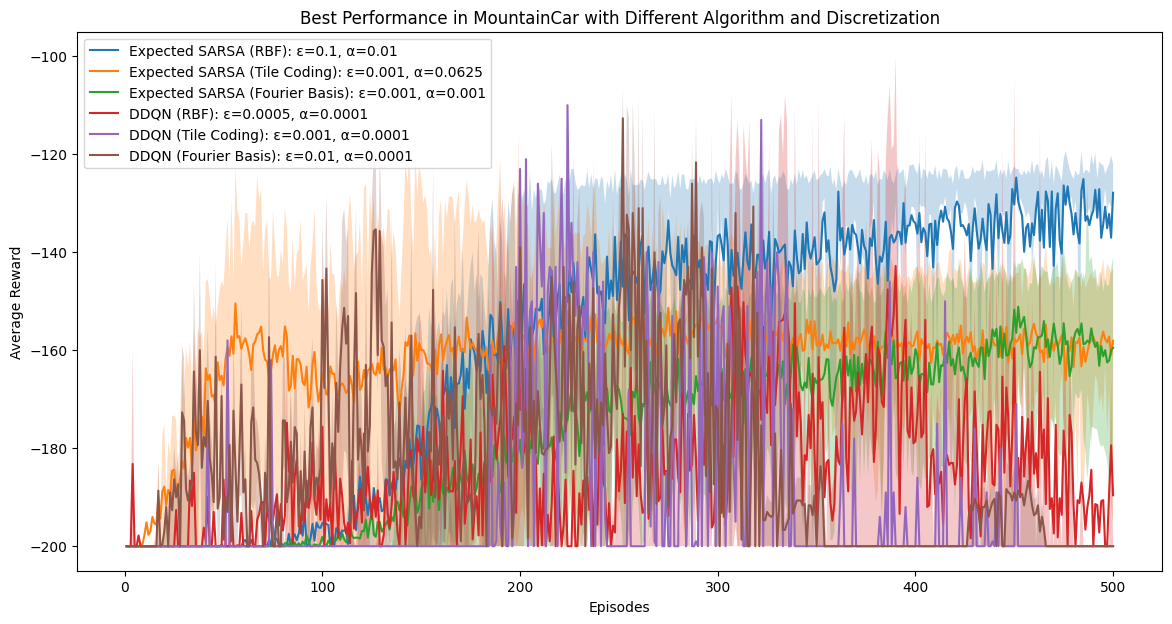 Best Performance in MountainCar with Different Algorithm and Discretization
Expected SARSA (RBF): ε=0.1, α=0.01
Expected SARSA (Tile Coding): ε=0.001, α=0.0625
Expected SARSA (Fourier Basis): ε=0.001, α=0.001
DDQN (RBF): ε=0.0005, α=0.0001
DDQN (Tile Coding): ε=0.001, α=0.0001
DDQN (Fourier Basis): ε=0.01, α=0.0001
Average Reward
−100
−120
−140
−160
−180
−200
0 100 200 300 400 500
Episodes